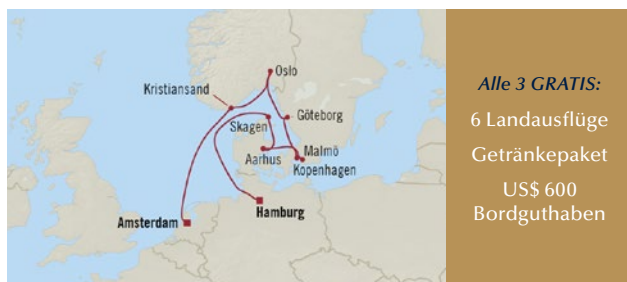 Oslo
Kristiansand
Göteborg
Skagen
Malmö
Aarhus
Kopenhagen
Hamburg
Amsterdam
Alle 3 GRATIS:
6 Landausflüge
Getränkepaket
US$ 600
Bordguthaben